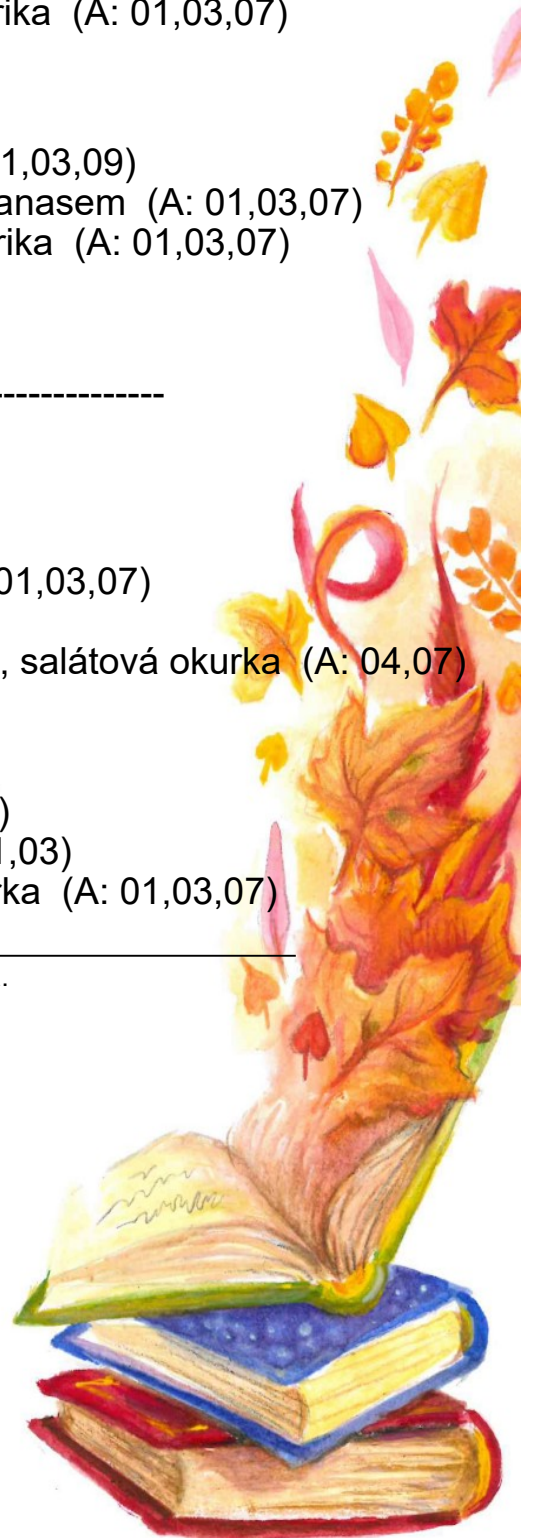 rika (A: 01,03,07)
1,03,09)
anasem (A: 01,03,07)
rika (A: 01,03,07)
--------------
01,03,07)
, salátová okurka (A: 04,07)
)
1,03)
rka (A: 01,03,07)
.